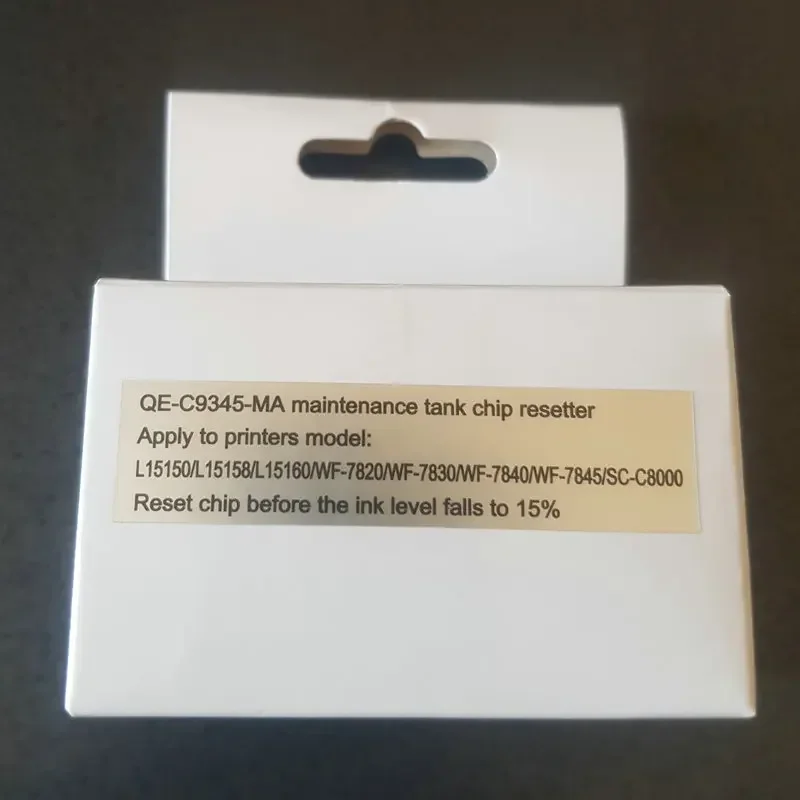 QE-C9345-MA maintenance tank chip resetter
Apply to printers model:
L15150/L15158/L15160/WF-7820/WF-7830/WF-7840/WF-7845/SC-C8000
Reset chip before the ink level falls to 15%